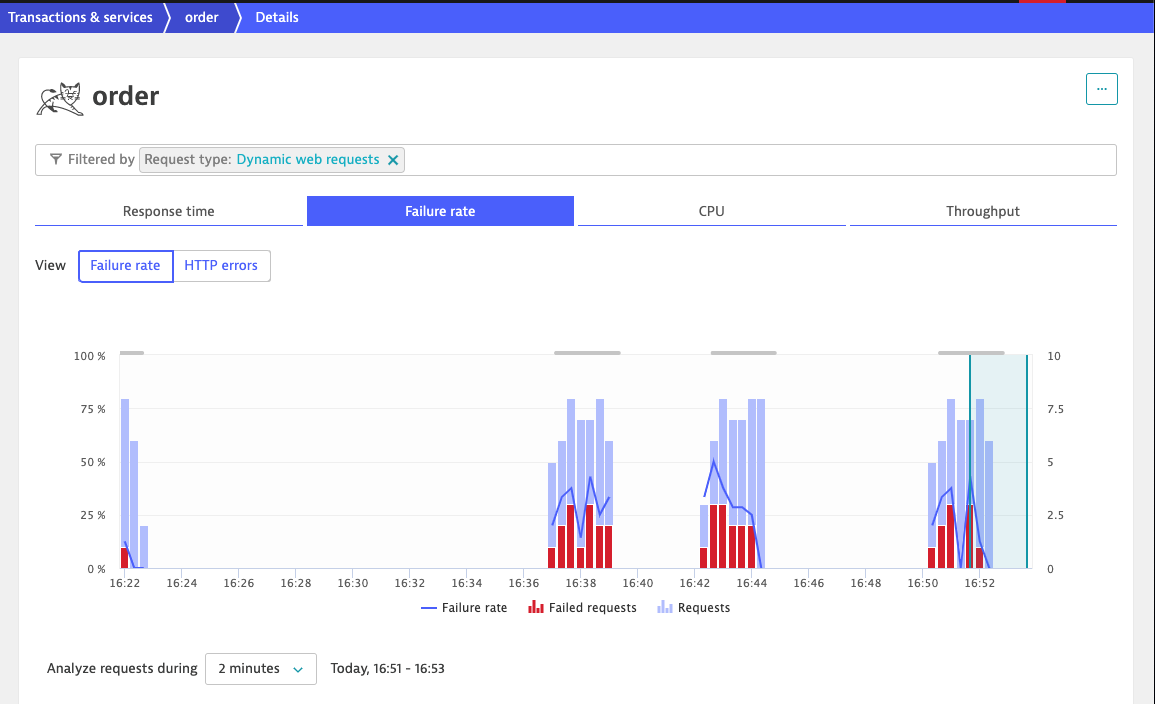 Transactions & services order Details
order
...
Filtered by Request type: Dynamic web requests ✕
Response time Failure rate CPU Throughput
View Failure rate HTTP errors
100 % 10
75 % 7.5
50 % 5
25 % 2.5
0 % 0
16:22 16:24 16:26 16:28 16:30 16:32 16:34 16:36 16:38 16:40 16:42 16:44 16:46 16:48 16:50 16:52
Failure rate Failed requests Requests
Analyze requests during 2 minutes Today, 16:51 - 16:53